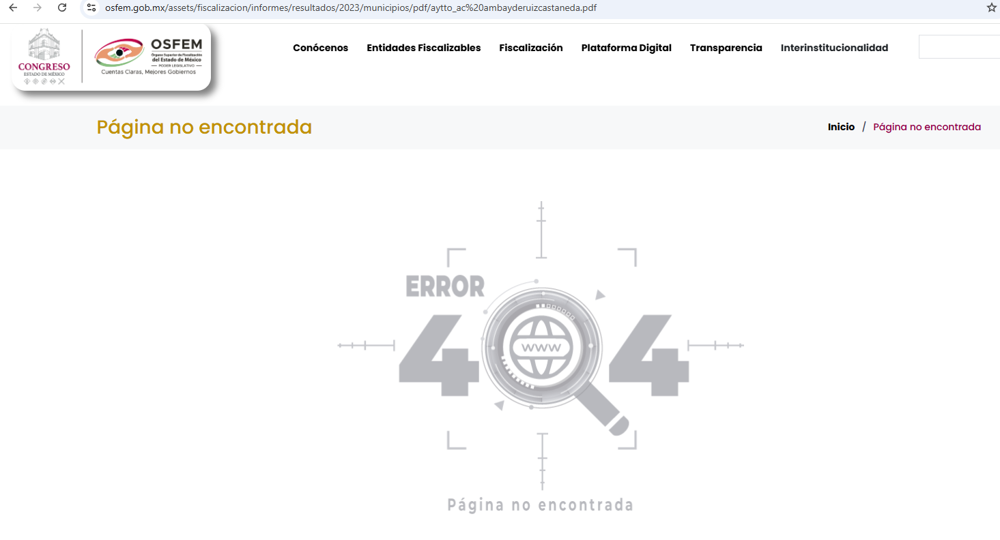 osfem.gob.mx/assets/fiscalizacion/informes/resultados/2023/municipios/pdf/aytto_ac%20ambayderuizcastaneda.pdf
CONGRESO
ESTADO DE MÉXICO
OSFEM
Órgano Superior de Fiscalización
del Estado de México
PODER LEGISLATIVO
Cuentas Claras, Mejores Gobiernos
Conócenos Entidades Fiscalizables Fiscalización Plataforma Digital Transparencia Interinstitucionalidad
Página no encontrada
Inicio / Página no encontrada
ERROR
4 4
www
Página no encontrada